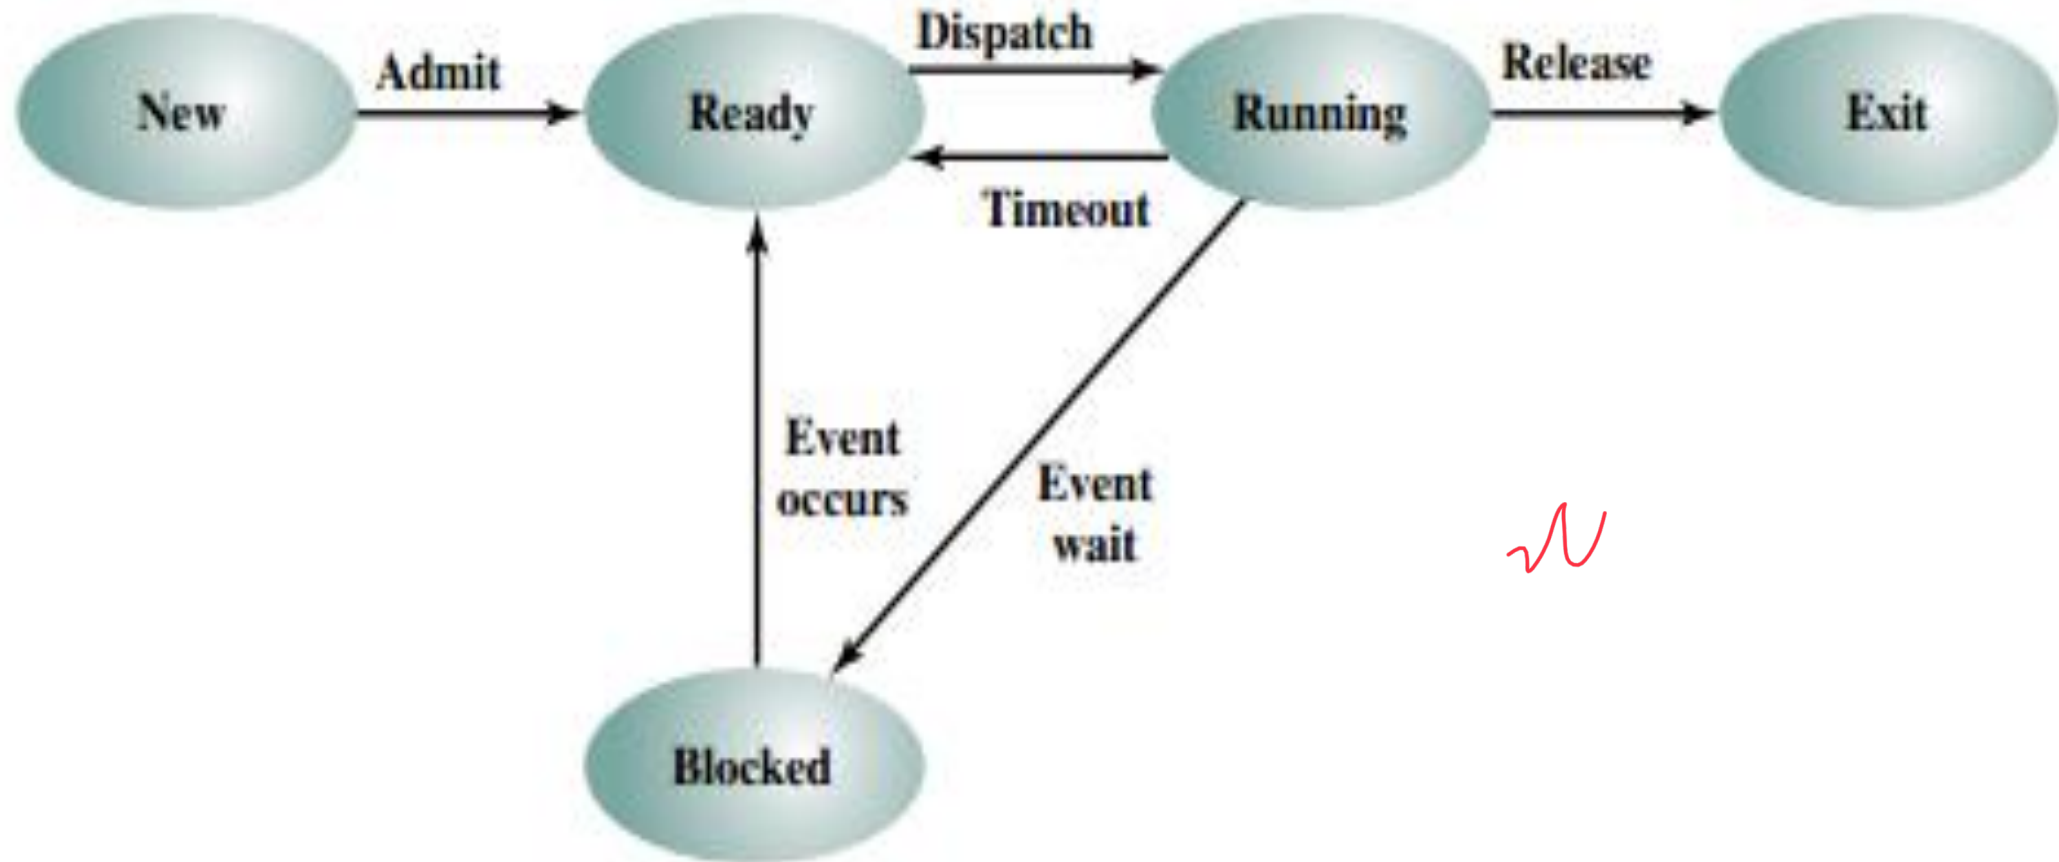 New
Admit
Ready
Dispatch
Timeout
Running
Release
Exit
Event
occurs
Event
wait
Blocked